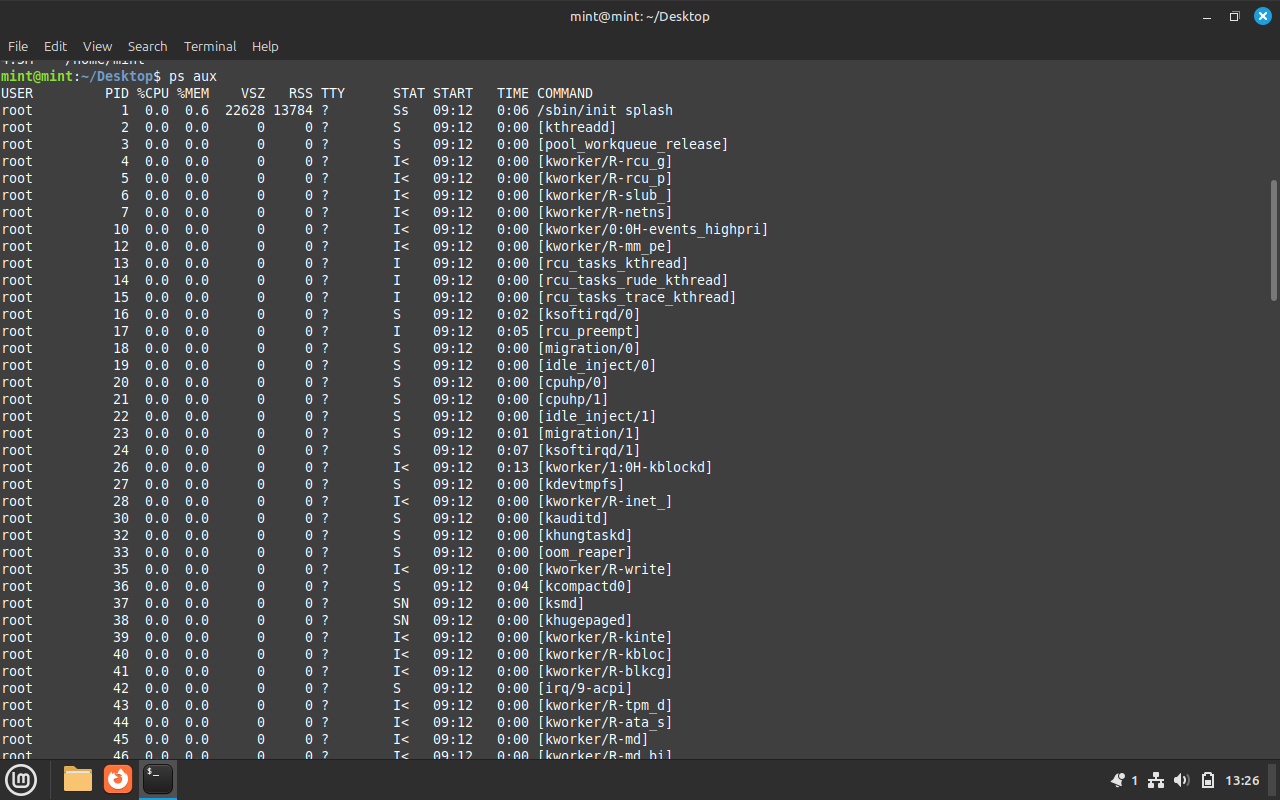 mint@mint: ~/Desktop
File Edit View Search Terminal Help
mint@mint:~/Desktop$ ps aux
USER PID %CPU %MEM VSZ RSS TTY STAT START TIME COMMAND
root 1 0.0 0.6 22628 13784 ? Ss 09:12 0:06 /sbin/init splash
root 2 0.0 0.0 0 0 ? S 09:12 0:00 [kthreadd]
root 3 0.0 0.0 0 0 ? S 09:12 0:00 [pool_workqueue_release]
root 4 0.0 0.0 0 0 ? I< 09:12 0:00 [kworker/R-rcu_g]
root 5 0.0 0.0 0 0 ? I< 09:12 0:00 [kworker/R-rcu_p]
root 6 0.0 0.0 0 0 ? I< 09:12 0:00 [kworker/R-slub_]
root 7 0.0 0.0 0 0 ? I< 09:12 0:00 [kworker/R-netns]
root 10 0.0 0.0 0 0 ? I< 09:12 0:00 [kworker/0:0H-events_highpri]
root 12 0.0 0.0 0 0 ? I< 09:12 0:00 [kworker/R-mm_pe]
root 13 0.0 0.0 0 0 ? I 09:12 0:00 [rcu_tasks_kthread]
root 14 0.0 0.0 0 0 ? I 09:12 0:00 [rcu_tasks_rude_kthread]
root 15 0.0 0.0 0 0 ? I 09:12 0:00 [rcu_tasks_trace_kthread]
root 16 0.0 0.0 0 0 ? S 09:12 0:02 [ksoftirqd/0]
root 17 0.0 0.0 0 0 ? I 09:12 0:05 [rcu_preempt]
root 18 0.0 0.0 0 0 ? S 09:12 0:00 [migration/0]
root 19 0.0 0.0 0 0 ? S 09:12 0:00 [idle_inject/0]
root 20 0.0 0.0 0 0 ? S 09:12 0:00 [cpuhp/0]
root 21 0.0 0.0 0 0 ? S 09:12 0:00 [cpuhp/1]
root 22 0.0 0.0 0 0 ? S 09:12 0:00 [idle_inject/1]
root 23 0.0 0.0 0 0 ? S 09:12 0:01 [migration/1]
root 24 0.0 0.0 0 0 ? S 09:12 0:07 [ksoftirqd/1]
root 26 0.0 0.0 0 0 ? I< 09:12 0:13 [kworker/1:0H-kblockd]
root 27 0.0 0.0 0 0 ? S 09:12 0:00 [kdevtmpfs]
root 28 0.0 0.0 0 0 ? I< 09:12 0:00 [kworker/R-inet_]
root 30 0.0 0.0 0 0 ? S 09:12 0:00 [kauditd]
root 32 0.0 0.0 0 0 ? S 09:12 0:00 [khungtaskd]
root 33 0.0 0.0 0 0 ? S 09:12 0:00 [oom_reaper]
root 35 0.0 0.0 0 0 ? I< 09:12 0:00 [kworker/R-write]
root 36 0.0 0.0 0 0 ? S 09:12 0:04 [kcompactd0]
root 37 0.0 0.0 0 0 ? SN 09:12 0:00 [ksmd]
root 38 0.0 0.0 0 0 ? SN 09:12 0:00 [khugepaged]
root 39 0.0 0.0 0 0 ? I< 09:12 0:00 [kworker/R-kinte]
root 40 0.0 0.0 0 0 ? I< 09:12 0:00 [kworker/R-kbloc]
root 41 0.0 0.0 0 0 ? I< 09:12 0:00 [kworker/R-blkcg]
root 42 0.0 0.0 0 0 ? S 09:12 0:00 [irq/9-acpi]
root 43 0.0 0.0 0 0 ? I< 09:12 0:00 [kworker/R-tpm_d]
root 44 0.0 0.0 0 0 ? I< 09:12 0:00 [kworker/R-ata_s]
root 45 0.0 0.0 0 0 ? I< 09:12 0:00 [kworker/R-md]
root 46 0.0 0.0 0 0 ? I< 09:12 0:00 [kworker/R-md_bi]
1 13:26